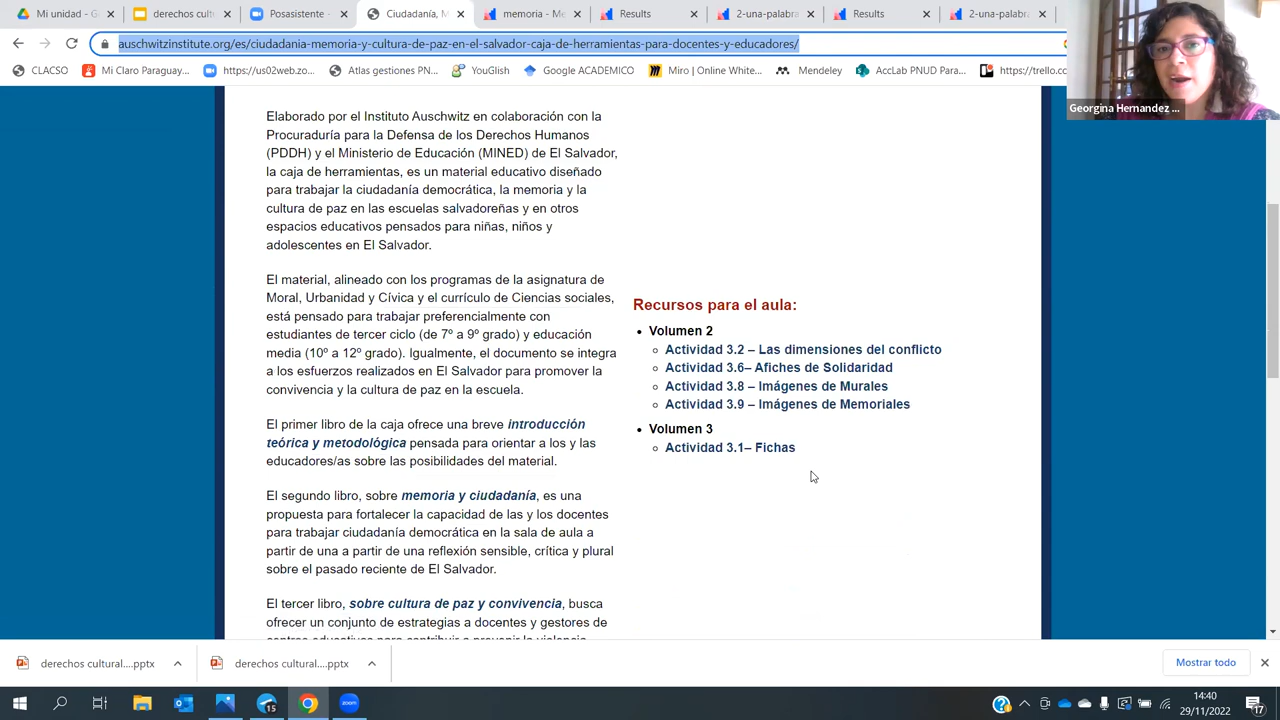 Mi unidad - G
derechos cult
Posasistente -
Ciudadanía, M
memoria - Me
Results
2-una-palabr
Results
2-una-palabr
auschwitzinstitute.org/es/ciudadania-memoria-y-cultura-de-paz-en-el-salvador-caja-de-herramientas-para-docentes-y-educadores/
CLACSO
Mi Claro Paraguay...
https://us02web.zo...
Atlas gestiones PN...
YouGlish
Google ACADEMICO
Miro | Online White...
Mendeley
AccLab PNUD Para...
https://trello.co
Georgina Hernandez ...
Elaborado por el Instituto Auschwitz en colaboración con la
Procuraduría para la Defensa de los Derechos Humanos
(PDDH) y el Ministerio de Educación (MINED) de El Salvador,
la caja de herramientas, es un material educativo diseñado
para trabajar la ciudadanía democrática, la memoria y la
cultura de paz en las escuelas salvadoreñas y en otros
espacios educativos pensados para niñas, niños y
adolescentes en El Salvador.
El material, alineado con los programas de la asignatura de
Moral, Urbanidad y Cívica y el currículo de Ciencias sociales,
está pensado para trabajar preferencialmente con
estudiantes de tercer ciclo (de 7º a 9º grado) y educación
media (10º a 12º grado). Igualmente, el documento se integra
a los esfuerzos realizados en El Salvador para promover la
convivencia y la cultura de paz en la escuela.
El primer libro de la caja ofrece una breve introducción
teórica y metodológica pensada para orientar a los y las
educadores/as sobre las posibilidades del material.
El segundo libro, sobre memoria y ciudadanía, es una
propuesta para fortalecer la capacidad de las y los docentes
para trabajar ciudadanía democrática en la sala de aula a
partir de una a partir de una reflexión sensible, crítica y plural
sobre el pasado reciente de El Salvador.
El tercer libro, sobre cultura de paz y convivencia, busca
ofrecer un conjunto de estrategias a docentes y gestores de
centros educativos para contribuir a prevenir la violencia
Recursos para el aula:
Volumen 2
Actividad 3.2 – Las dimensiones del conflicto
Actividad 3.6– Afiches de Solidaridad
Actividad 3.8 – Imágenes de Murales
Actividad 3.9 – Imágenes de Memoriales
Volumen 3
Actividad 3.1– Fichas
derechos cultural....pptx
derechos cultural....pptx
Mostrar todo
15
zoom
14:40
29/11/2022
17